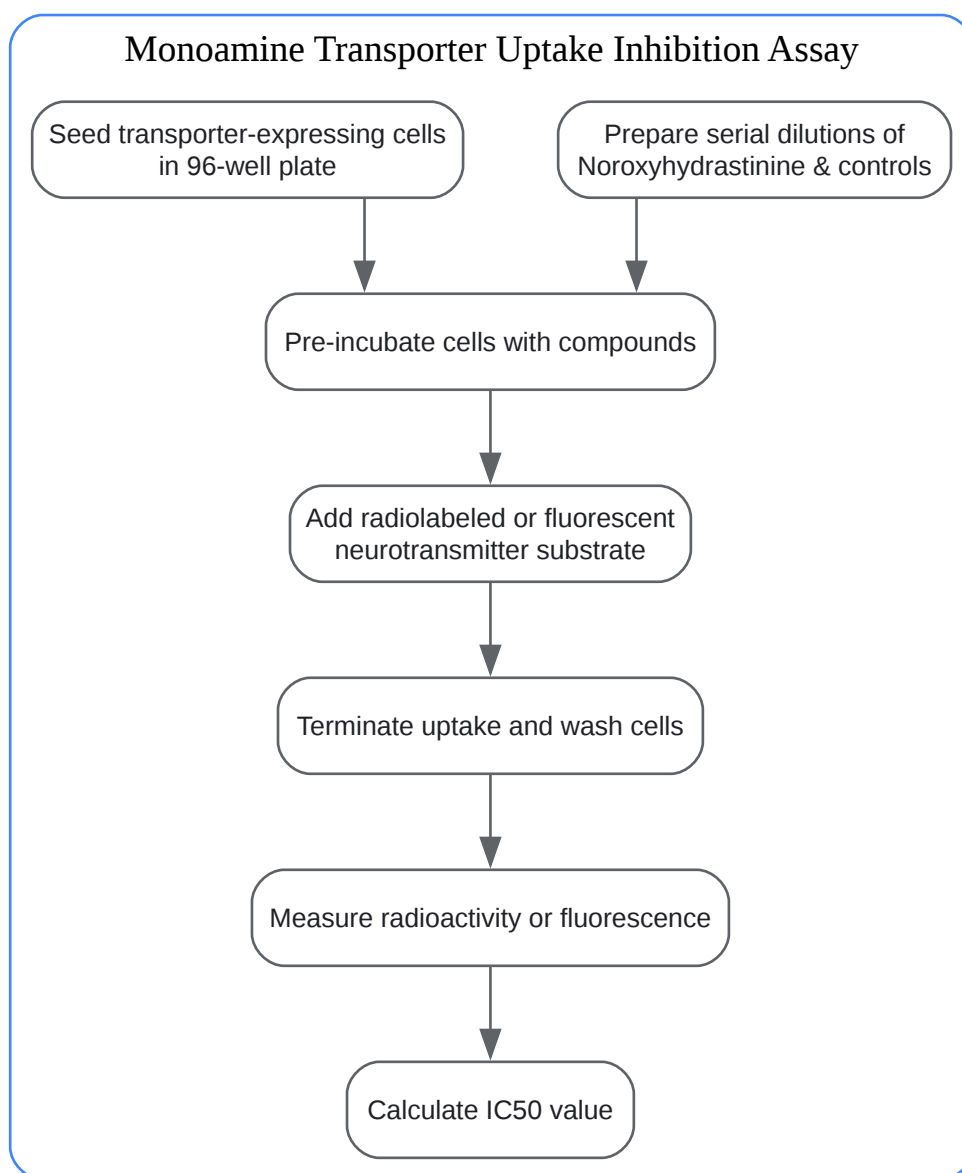 Monoamine Transporter Uptake Inhibition Assay
Seed transporter-expressing cells
in 96-well plate
Prepare serial dilutions of
Noroxyhydrastinine & controls
Pre-incubate cells with compounds
Add radiolabeled or fluorescent
neurotransmitter substrate
Terminate uptake and wash cells
Measure radioactivity or fluorescence
Calculate IC50 value